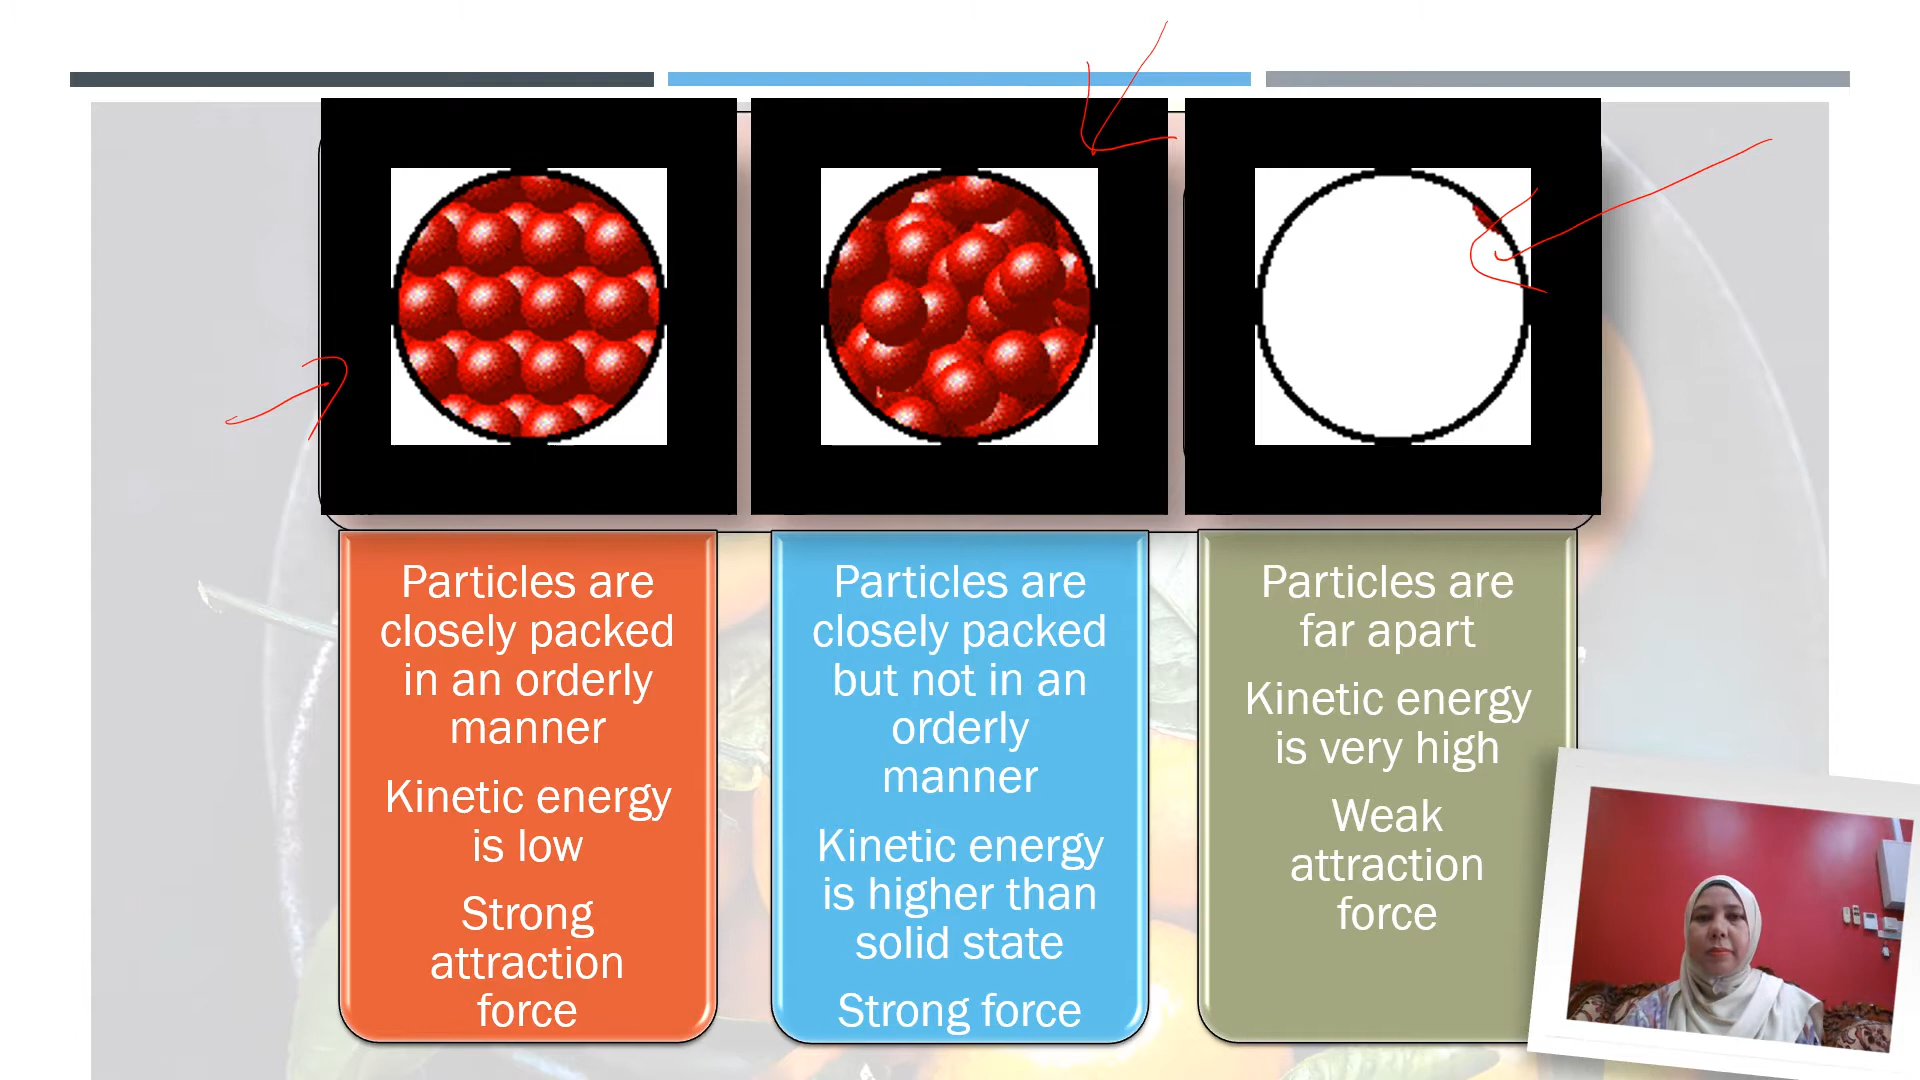 Particles are
closely packed
in an orderly
manner
Kinetic energy
is low
Strong
attraction
force
Particles are
closely packed
but not in an
orderly
manner
Kinetic energy
is higher than
solid state
Strong force
Particles are
far apart
Kinetic energy
is very high
Weak
attraction
force